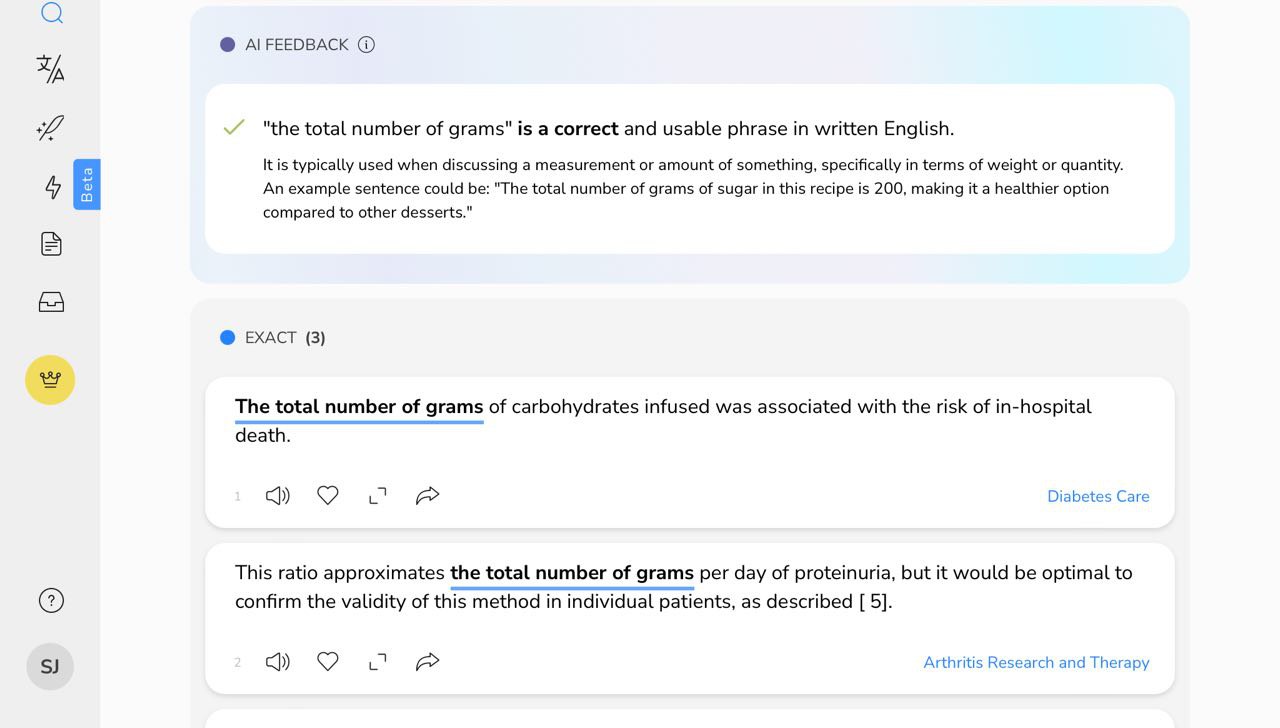 AI FEEDBACK
"the total number of grams" is a correct and usable phrase in written English.
It is typically used when discussing a measurement or amount of something, specifically in terms of weight or quantity.
An example sentence could be: "The total number of grams of sugar in this recipe is 200, making it a healthier option
compared to other desserts."
Beta
EXACT (3)
The total number of grams of carbohydrates infused was associated with the risk of in-hospital
death.
1
Diabetes Care
This ratio approximates the total number of grams per day of proteinuria, but it would be optimal to
confirm the validity of this method in individual patients, as described [ 5].
2
Arthritis Research and Therapy
SJ